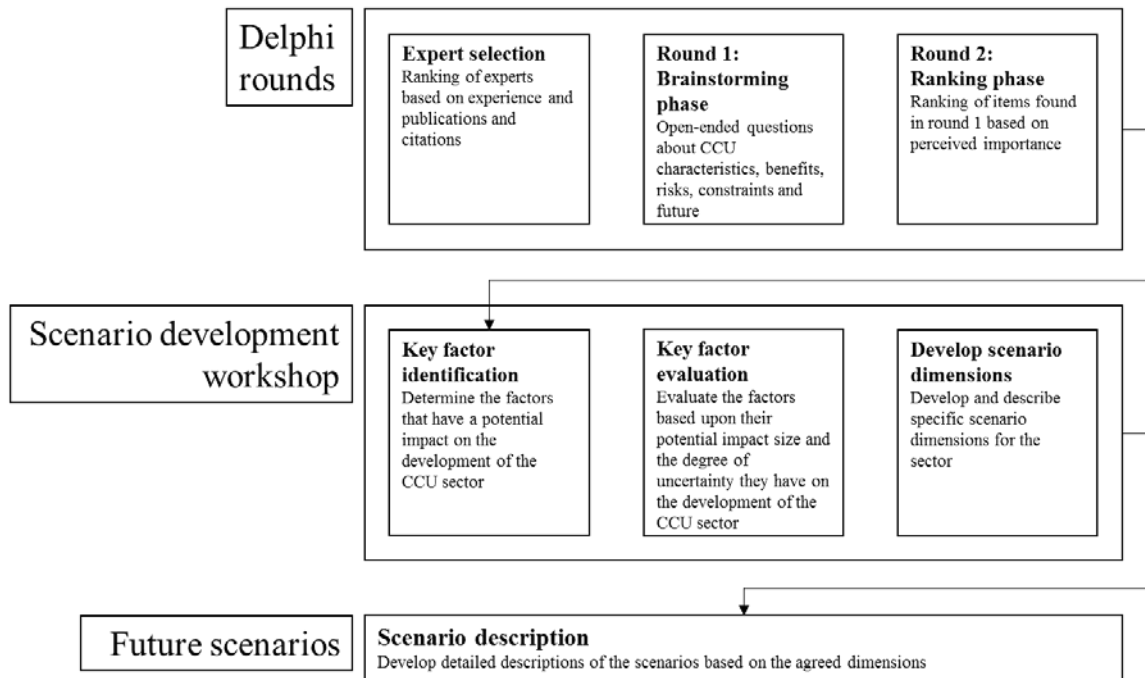 Delphi
rounds
Expert selection
Ranking of experts
based on experience and
publications and
citations
Round 1:
Brainstorming
phase
Open-ended questions
about CCU
characteristics, benefits,
risks, constraints and
future
Round 2:
Ranking phase
Ranking of items found
in round 1 based on
perceived importance
Scenario development
workshop
Key factor
identification
Determine the factors
that have a potential
impact on the
development of the
CCU sector
Key factor
evaluation
Evaluate the factors
based upon their
potential impact size and
the degree of
uncertainty they have on
the development of the
CCU sector
Develop scenario
dimensions
Develop and describe
specific scenario
dimensions for the
sector
Future scenarios
Scenario description
Develop detailed descriptions of the scenarios based on the agreed dimensions